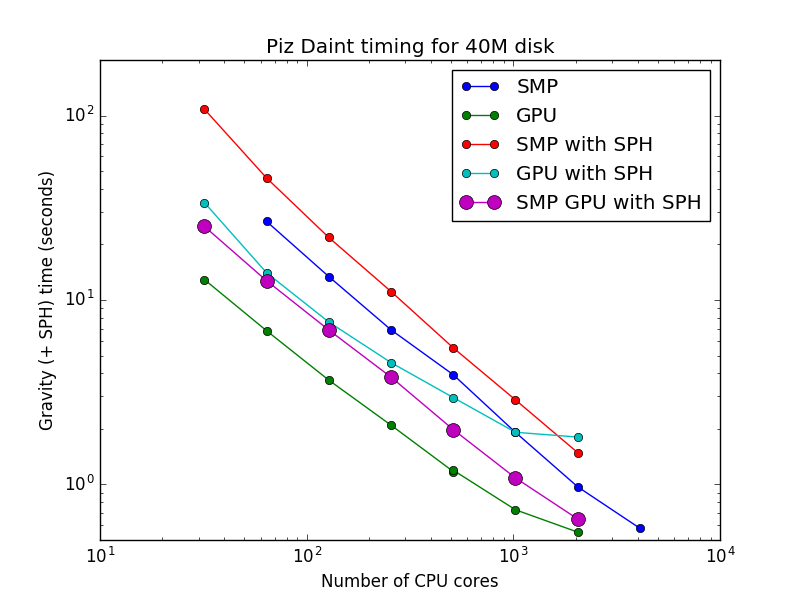 Piz Daint timing for 40M disk
SMP
GPU
SMP with SPH
GPU with SPH
SMP GPU with SPH
Gravity (+ SPH) time (seconds)
10²
10¹
10⁰
10¹ 10² 10³ 10⁴
Number of CPU cores